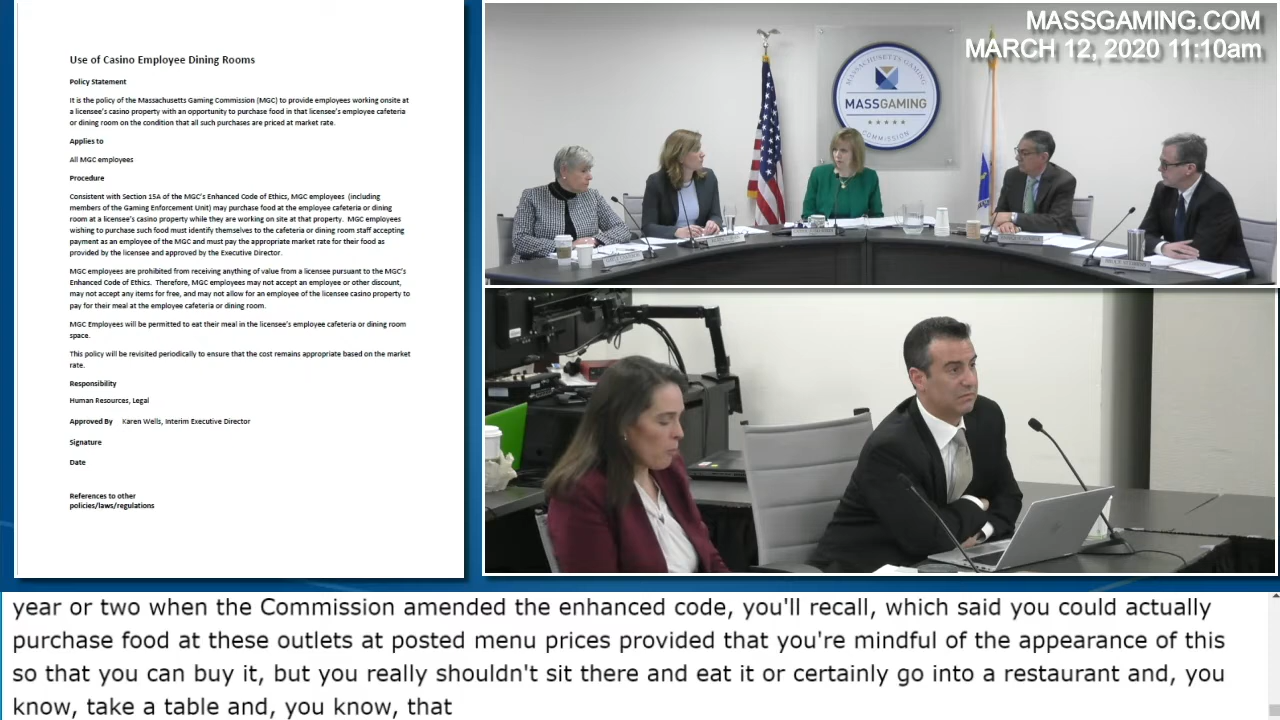 Use of Casino Employee Dining Rooms
Policy Statement
It is the policy of the Massachusetts Gaming Commission (MGC) to provide employees working onsite at
a licensee's casino property with an opportunity to purchase food in that licensee's employee cafeteria
or dining room on the condition that all such purchases are priced at market rate.
Applies to
All MGC employees
Procedure
Consistent with Section 15A of the MGC's Enhanced Code of Ethics, MGC employees (including
members of the Gaming Enforcement Unit) may purchase food at the employee cafeteria or dining
room at a licensee's casino property while they are working on site at that property. MGC employees
wishing to purchase such food must identify themselves to the cafeteria or dining room staff accepting
payment as an employee of the MGC and must pay the appropriate market rate for their food as
provided by the licensee and approved by the Executive Director.
MGC employees are prohibited from receiving anything of value from a licensee pursuant to the MGC's
Enhanced Code of Ethics. Therefore, MGC employees may not accept an employee or other discount,
may not accept any items for free, and may not allow for an employee of the licensee casino property to
pay for their meal at the employee cafeteria or dining room.
MGC Employees will be permitted to eat their meal in the licensee's employee cafeteria or dining room
space.
This policy will be revisited periodically to ensure that the cost remains appropriate based on the market
rate.
Responsibility
Human Resources, Legal
Approved By Karen Wells, Interim Executive Director
Signature
Date
References to other
policies/laws/regulations
MASSGAMING.COM
MARCH 12, 2020 11:10am
MASSACHUSETTS GAMING
MASSGAMING
COMMISSION
year or two when the Commission amended the enhanced code, you'll recall, which said you could actually
purchase food at these outlets at posted menu prices provided that you're mindful of the appearance of this
so that you can buy it, but you really shouldn't sit there and eat it or certainly go into a restaurant and, you
know, take a table and, you know, that